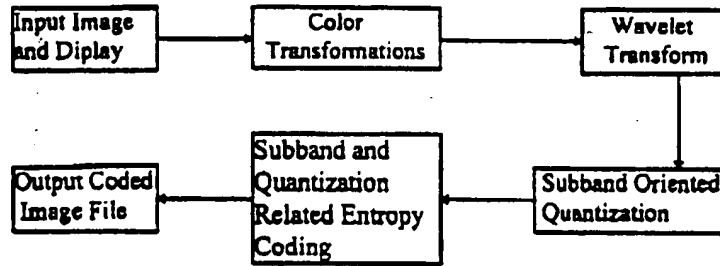 Input Image
and Diplay
Color
Transformations
Wavelet
Transform
Subband Oriented
Quantization
Subband and
Quantization
Related Entropy
Coding
Output Coded
Image File